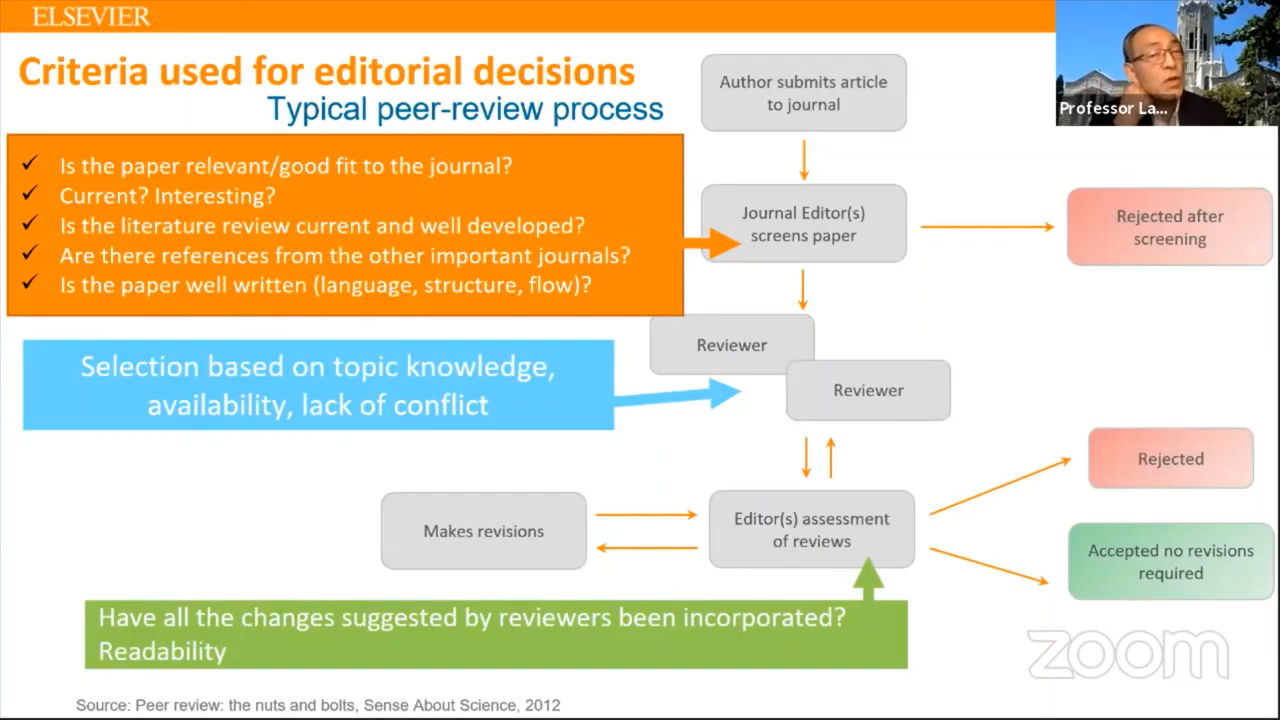 ELSEVIER
Criteria used for editorial decisions
Typical peer-review process
Is the paper relevant/good fit to the journal?
Current? Interesting?
Is the literature review current and well developed?
Are there references from the other important journals?
Is the paper well written (language, structure, flow)?
Selection based on topic knowledge,
availability, lack of conflict
Author submits article
to journal
Journal Editor(s)
screens paper
Rejected after
screening
Reviewer
Reviewer
Makes revisions
Editor(s) assessment
of reviews
Rejected
Accepted no revisions
required
Have all the changes suggested by reviewers been incorporated?
Readability
Source: Peer review: the nuts and bolts, Sense About Science, 2012
Professor La...
zoom